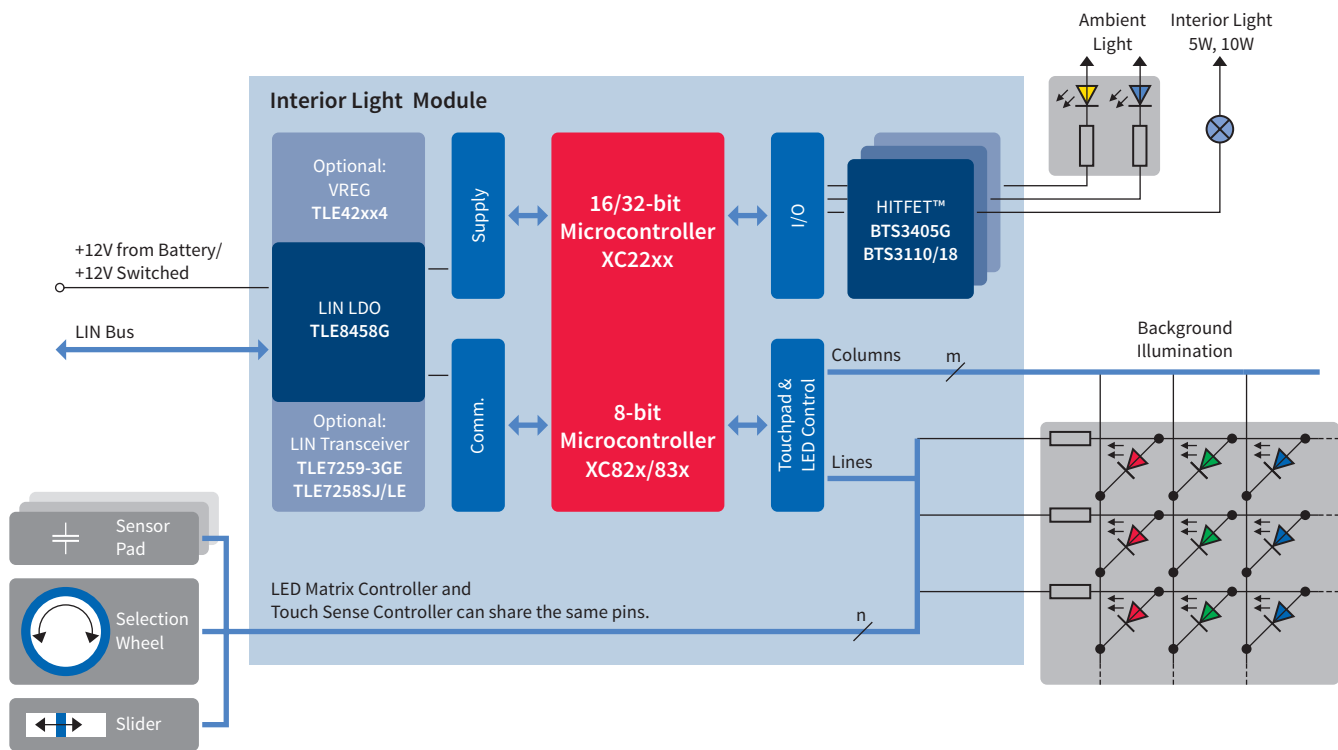 Ambient
Light
Interior Light
5W, 10W
Interior Light Module
Optional:
VREG
TLE42xx4
Supply
16/32-bit
Microcontroller
XC22xx
I/O
HITFET™
BTS3405G
BTS3110/18
+12V from Battery/
+12V Switched
LIN LDO
TLE8458G
LIN Bus
Background
Illumination
Columns
m
Optional:
LIN Transceiver
TLE7259-3GE
TLE7258SJ/LE
Comm.
8-bit
Microcontroller
XC82x/83x
Touchpad &
LED Control
Lines
Sensor
Pad
LED Matrix Controller and
Touch Sense Controller can share the same pins.
n
Selection
Wheel
Slider